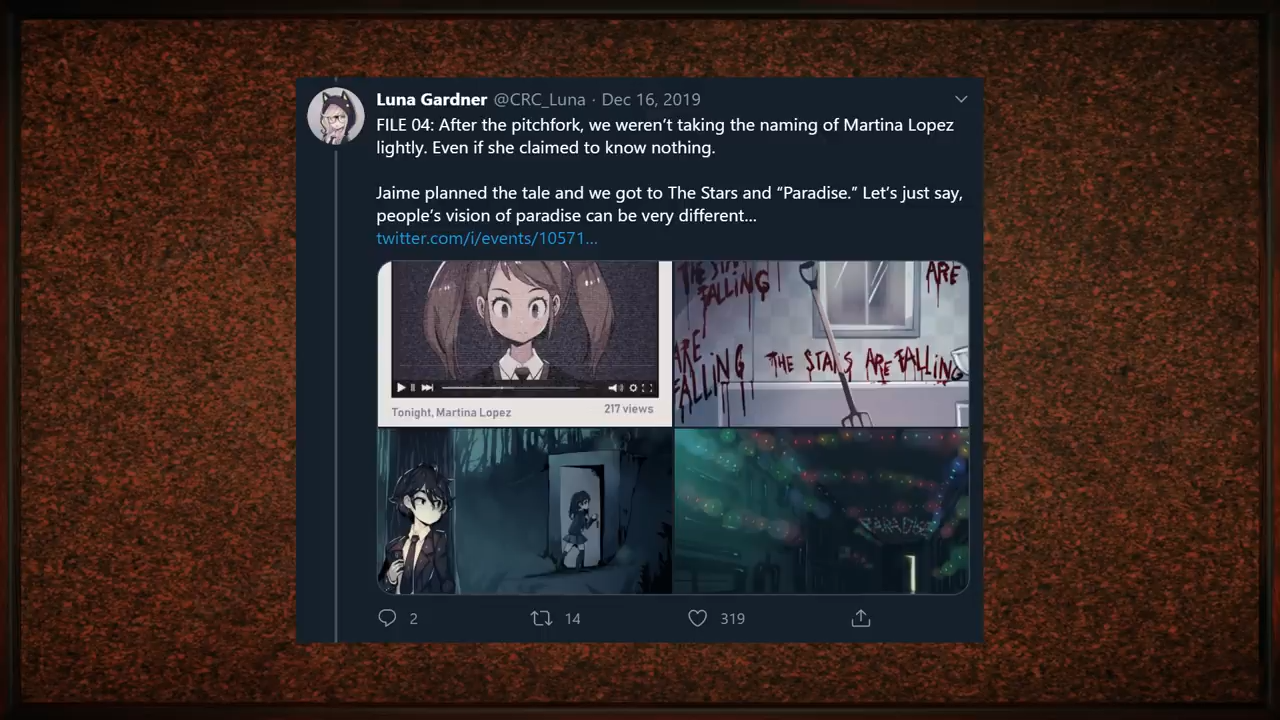 Luna Gardner @CRC_Luna · Dec 16, 2019
FILE 04: After the pitchfork, we weren’t taking the naming of Martina Lopez
lightly. Even if she claimed to know nothing.
Jaime planned the tale and we got to The Stars and “Paradise.” Let’s just say,
people’s vision of paradise can be very different...
twitter.com/i/events/10571...
Tonight, Martina Lopez
217 views
FALLING
ARE
ARE
FALLING
THE STARS ARE FALLING
PARADISE
2
14
319